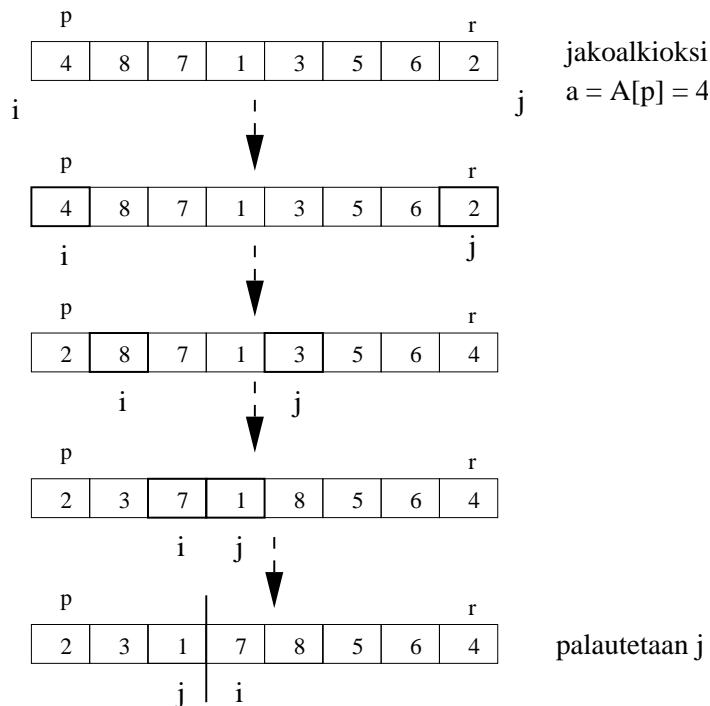 p r
4 8 7 1 3 5 6 2
jakoalkioksi
a = A[p] = 4
i j
p r
4 8 7 1 3 5 6 2
i j
p r
2 8 7 1 3 5 6 4
i j
p r
2 3 7 1 8 5 6 4
i j
p r
2 3 1 7 8 5 6 4
palautetaan j
j i